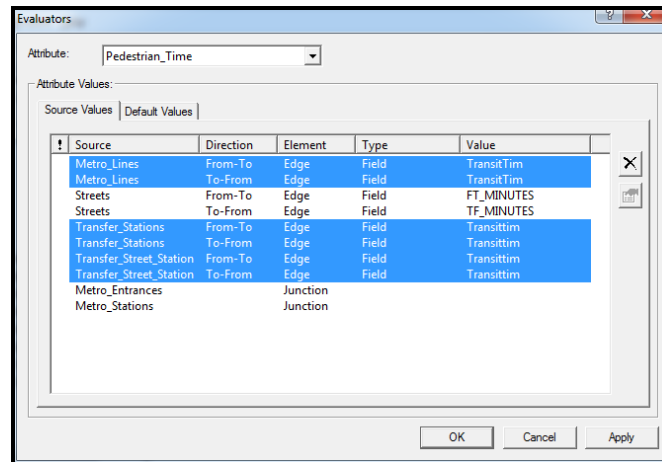 Evaluators
Attribute: Pedestrian_Time
Attribute Values:
Source Values Default Values
! Source Direction Element Type Value
Metro_Lines From-To Edge Field TransitTim
Metro_Lines To-From Edge Field TransitTim
Streets From-To Edge Field FT_MINUTES
Streets To-From Edge Field TF_MINUTES
Transfer_Stations From-To Edge Field Transittim
Transfer_Stations To-From Edge Field Transittim
Transfer_Street_Station From-To Edge Field Transittim
Transfer_Street_Station To-From Edge Field Transittim
Metro_Entrances Junction
Metro_Stations Junction
OK Cancel Apply